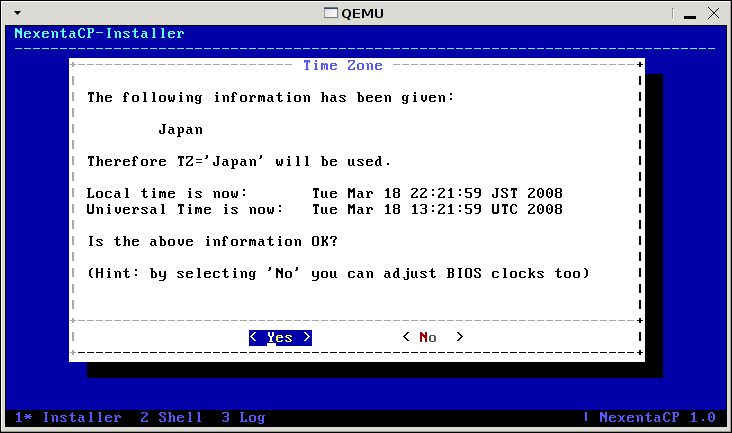 QEMU
NexentaCP-Installer
Time Zone
The following information has been given:
Japan
Therefore TZ='Japan' will be used.
Local time is now: Tue Mar 18 22:21:59 JST 2008
Universal Time is now: Tue Mar 18 13:21:59 UTC 2008
Is the above information OK?
(Hint: by selecting 'No' you can adjust BIOS clocks too)
< Yes > < No >
1* Installer 2 Shell 3 Log | NexentaCP 1.0